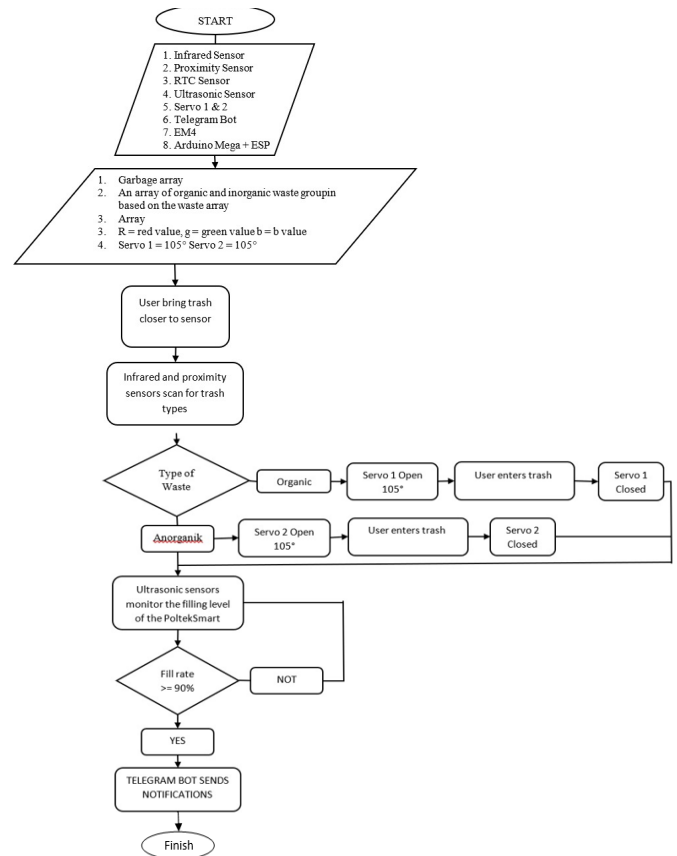 START
1. Infrared Sensor
2. Proximity Sensor
3. RTC Sensor
4. Ultrasonic Sensor
5. Servo 1 & 2
6. Telegram Bot
7. EM4
8. Arduino Mega + ESP
1. Garbage array
2. An array of organic and inorganic waste groupin
based on the waste array
3. Array
3. R = red value, g = green value b = b value
4. Servo 1 = 105° Servo 2 = 105°
User bring trash
closer to sensor
Infrared and proximity
sensors scan for trash
types
Type of
Waste
Organic
Servo 1 Open
105°
User enters trash
Servo 1
Closed
Anorganik
Servo 2 Open
105°
User enters trash
Servo 2
Closed
Ultrasonic sensors
monitor the filling level
of the PoltekSmart
Fill rate
>= 90%
NOT
YES
TELEGRAM BOT SENDS
NOTIFICATIONS
Finish